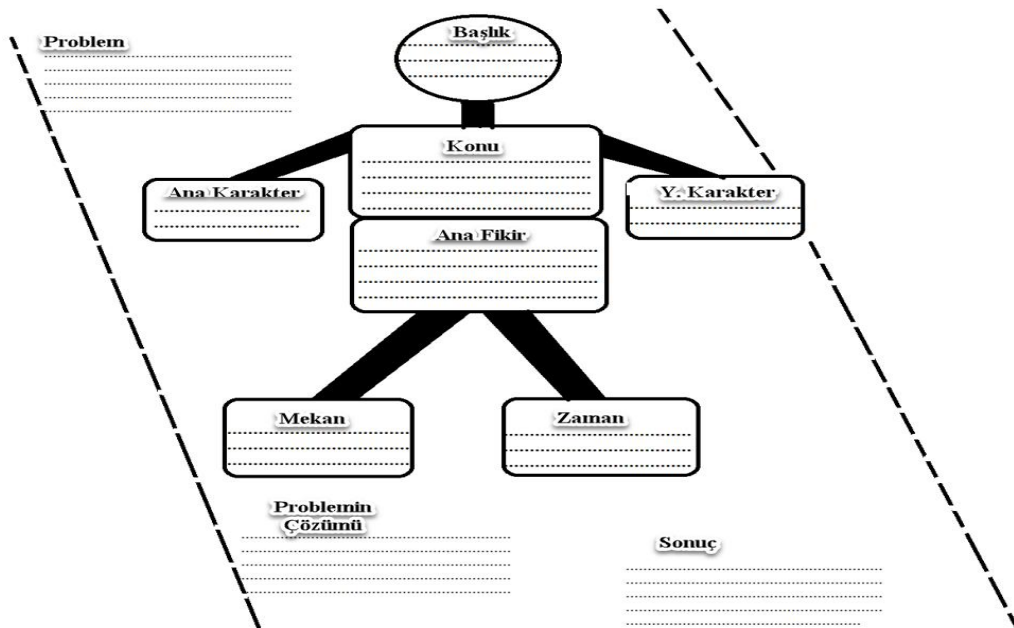 Problem
Başlık
Konu
Ana Karakter
Y. Karakter
Ana Fikir
Mekan
Zaman
Problemin
Çözümü
Sonuç